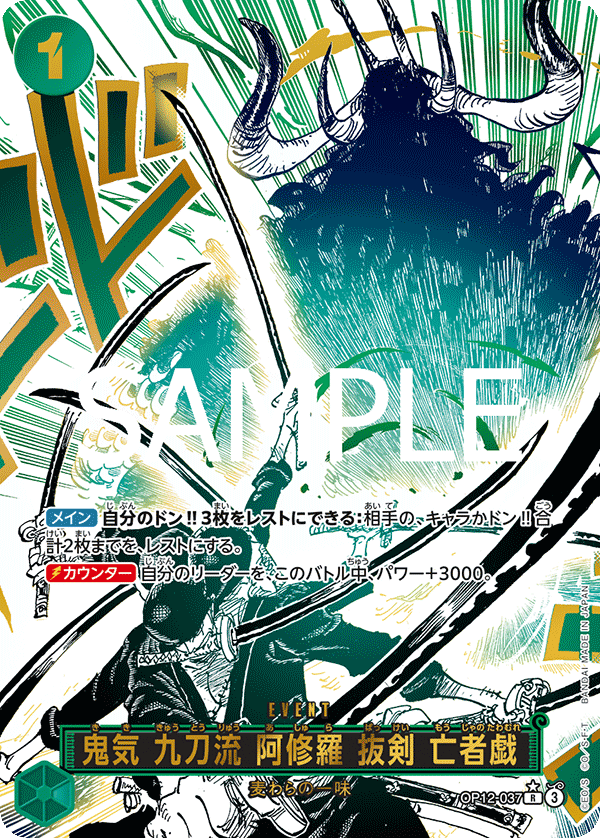 1
ド
SAMPLE
メイン 自分のドン!!3枚をレストにできる:相手の、キャラかドン!!合
計2枚までを、レストにする。
カウンター 自分のリーダーを、このバトル中、パワー+3000。
EVENT
鬼気 九刀流 阿修羅 抜剣 亡者戯
麦わらの一味
OP12-037 R 3
BANDAI MADE IN JAPAN